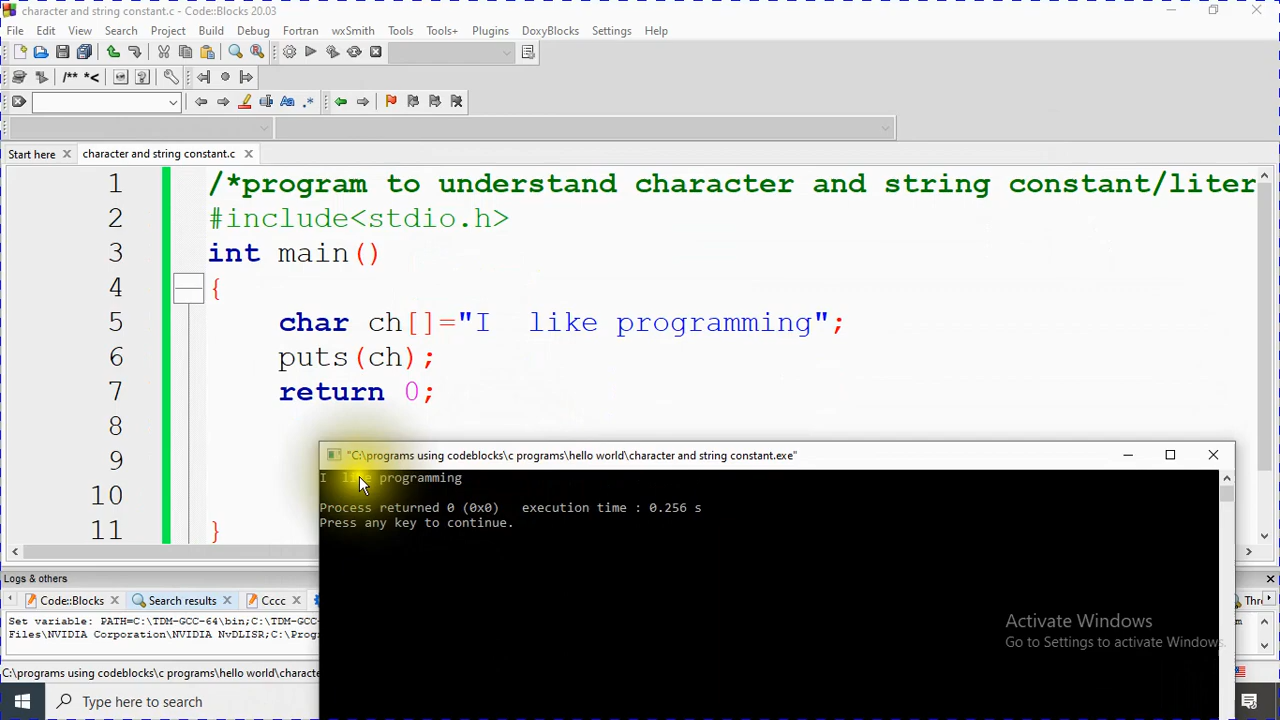 character and string constant.c - Code::Blocks 20.03
File Edit View Search Project Build Debug Fortran wxSmith Tools Tools+ Plugins DoxyBlocks Settings Help
/** *<
Start here character and string constant.c
1 /*program to understand character and string constant/liter
2 #include<stdio.h>
3 int main()
4 {
5 char ch[]="I  like programming";
6 puts(ch);
7 return 0;
8
9
10
11 }
"C:\programs using codeblocks\c programs\hello world\character and string constant.exe"
I  like programming
Process returned 0 (0x0)   execution time : 0.256 s
Press any key to continue.
Logs & others
Code::Blocks Search results Cccc Thr
Set variable: PATH=C:\TDM-GCC-64\bin;C:\TDM-GCC-
Files\NVIDIA Corporation\NVIDIA NvDLISR;C:\Prog
C:\programs using codeblocks\c programs\hello world\characte
Activate Windows
Go to Settings to activate Windows.
Type here to search